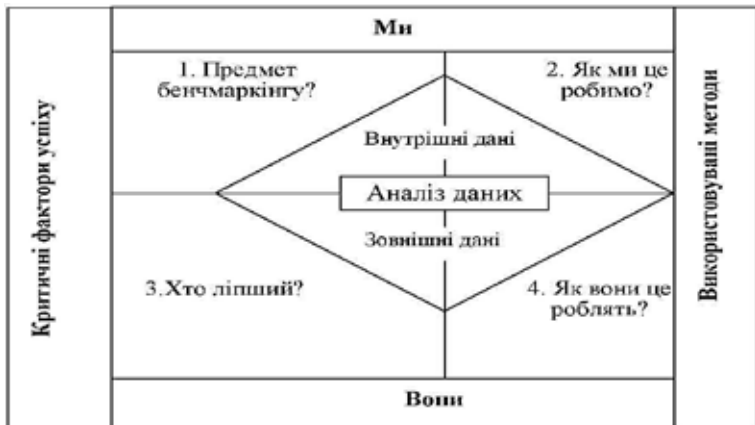 Ми
Критичні фактори успіху
1. Предмет
бенчмаркінгу?
2. Як ми це
робимо?
Внутрішні дані
Аналіз даних
Зовнішні дані
3.Хто ліпший?
4. Як вони це
роблять?
Використовувані методи
Вони